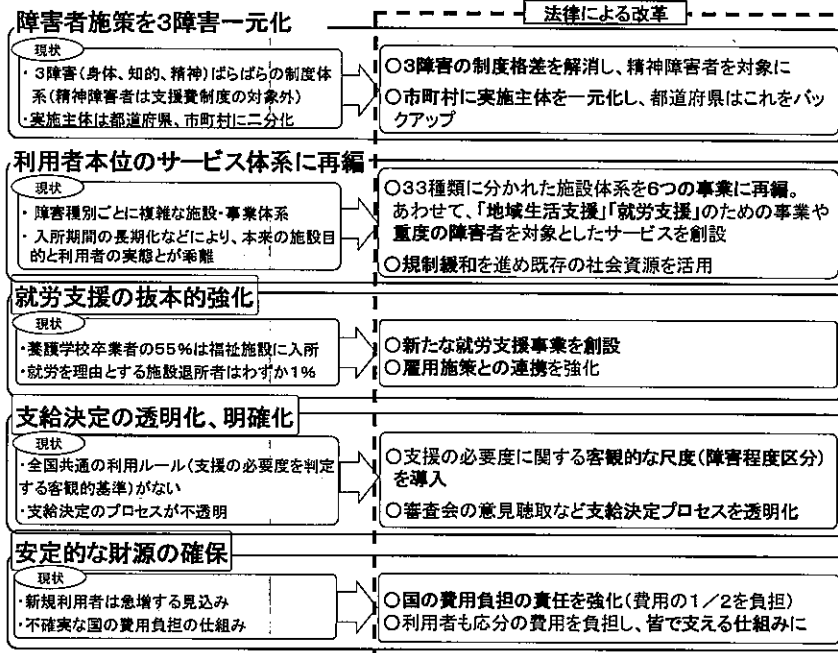 法律による改革
障害者施策を3障害一元化
現状
・3障害(身体、知的、精神)ばらばらの制度体
系(精神障害者は支援費制度の対象外)
・実施主体は都道府県、市町村に二分化
○3障害の制度格差を解消し、精神障害者を対象に
○市町村に実施主体を一元化し、都道府県はこれをバッ
クアップ
利用者本位のサービス体系に再編
現状
・障害種別ごとに複雑な施設・事業体系
・入所期間の長期化などにより、本来の施設目
的と利用者の実態とが乖離
○33種類に分かれた施設体系を6つの事業に再編。
あわせて、「地域生活支援」「就労支援」のための事業や
重度の障害者を対象としたサービスを創設
○規制緩和を進め既存の社会資源を活用
就労支援の抜本的強化
現状
・養護学校卒業者の55%は福祉施設に入所
・就労を理由とする施設退所者はわずか1%
○新たな就労支援事業を創設
○雇用施策との連携を強化
支給決定の透明化、明確化
現状
・全国共通の利用ルール(支援の必要度を判定
する客観的基準)がない
・支給決定のプロセスが不透明
○支援の必要度に関する客観的な尺度(障害程度区分)
を導入
○審査会の意見聴取など支給決定プロセスを透明化
安定的な財源の確保
現状
・新規利用者は急増する見込み
・不確実な国の費用負担の仕組み
○国の費用負担の責任を強化(費用の1/2を負担)
○利用者も応分の費用を負担し、皆で支える仕組みに